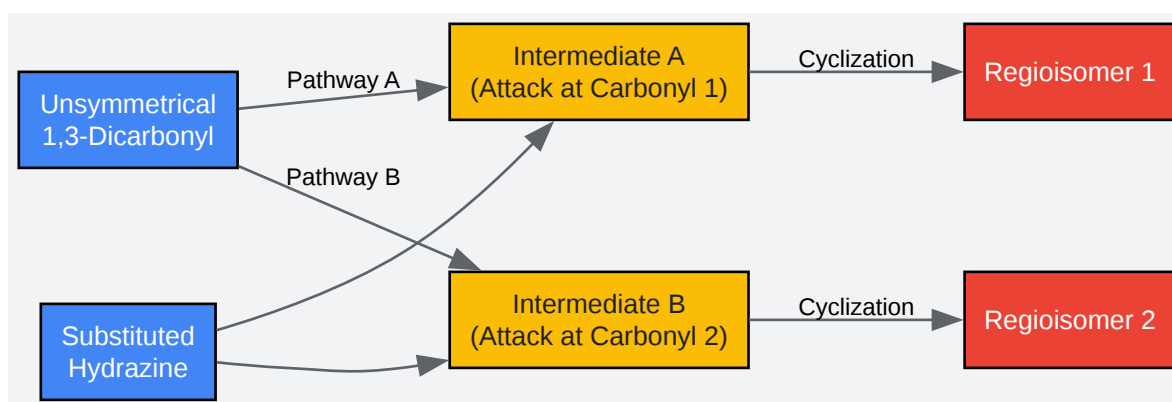 Unsymmetrical
1,3-Dicarbonyl
Pathway A
Pathway B
Intermediate A
(Attack at Carbonyl 1)
Cyclization
Regioisomer 1
Substituted
Hydrazine
Intermediate B
(Attack at Carbonyl 2)
Cyclization
Regioisomer 2